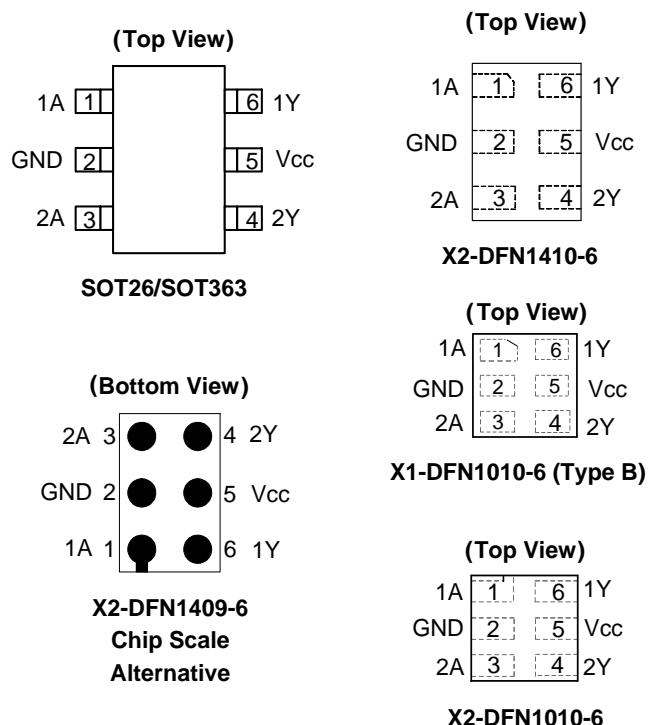 (Top View)
1A 1 6 1Y
GND 2 5 Vcc
2A 3 4 2Y
SOT26/SOT363
(Bottom View)
2A 3 4 2Y
GND 2 5 Vcc
1A 1 6 1Y
X2-DFN1409-6
Chip Scale
Alternative
(Top View)
1A 1 6 1Y
GND 2 5 Vcc
2A 3 4 2Y
X2-DFN1410-6
(Top View)
1A 1 6 1Y
GND 2 5 Vcc
2A 3 4 2Y
X1-DFN1010-6 (Type B)
(Top View)
1A 1 6 1Y
GND 2 5 Vcc
2A 3 4 2Y
X2-DFN1010-6